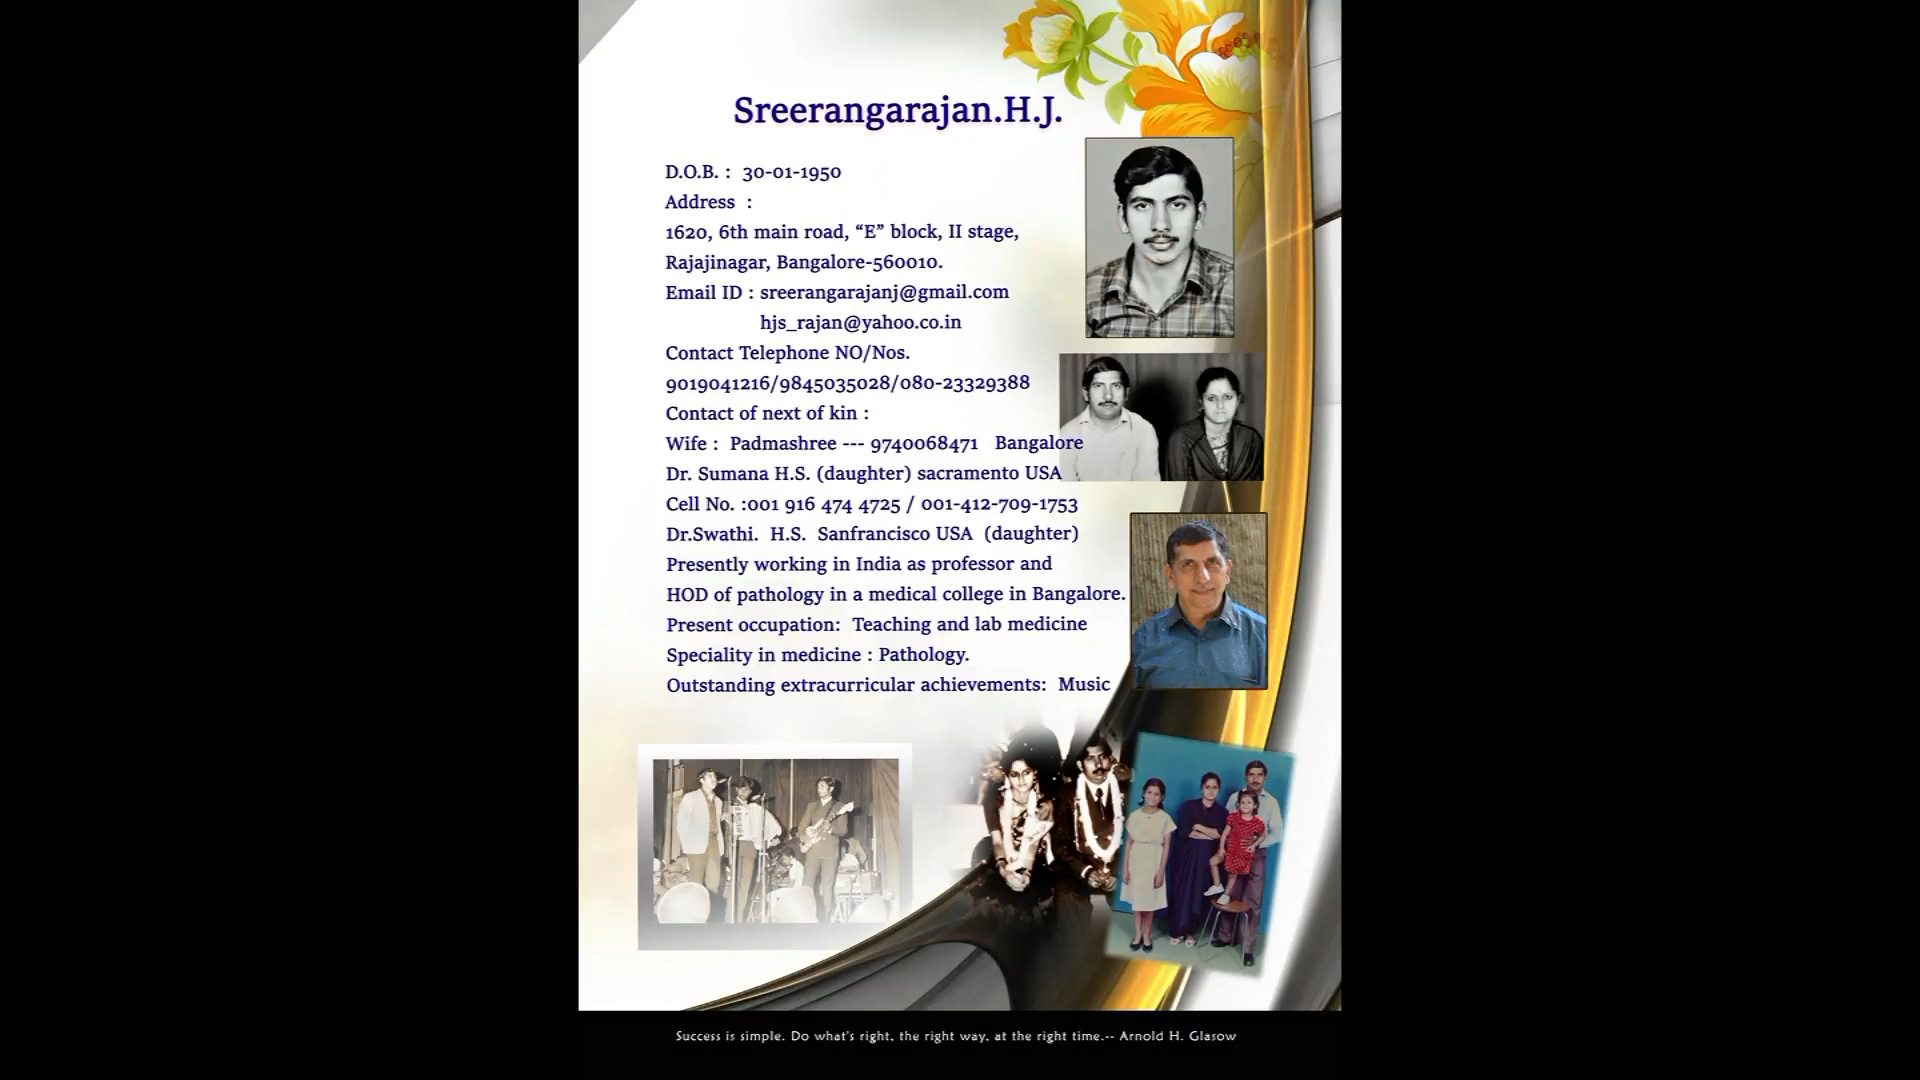 Sreerangarajan.H.J.
D.O.B. : 30-01-1950
Address :
1620, 6th main road, “E” block, II stage,
Rajajinagar, Bangalore-560010.
Email ID : sreerangarajanj@gmail.com
hjs_rajan@yahoo.co.in
Contact Telephone NO/Nos.
9019041216/9845035028/080-23329388
Contact of next of kin :
Wife : Padmashree --- 9740068471 Bangalore
Dr. Sumana H.S. (daughter) sacramento USA
Cell No. :001 916 474 4725 / 001-412-709-1753
Dr.Swathi. H.S. Sanfrancisco USA (daughter)
Presently working in India as professor and
HOD of pathology in a medical college in Bangalore.
Present occupation: Teaching and lab medicine
Speciality in medicine : Pathology.
Outstanding extracurricular achievements: Music
Success is simple. Do what's right, the right way, at the right time.-- Arnold H. Glasow